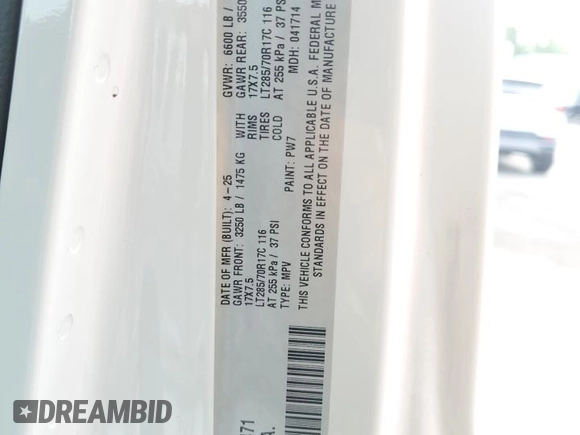 DATE OF MFR (BUILT): 4-25 GVWR: 6600 LB /
GAWR FRONT: 3250 LB / 1475 KG WITH GAWR REAR: 3550
17X7.5 RIMS 17X7.5
LT285/70R17C 116 TIRES LT285/70R17C 116
AT 255 kPa / 37 PSI COLD AT 255 kPa / 37 PSI
TYPE: MPV PAINT: PW7 MDH: 041714
THIS VEHICLE CONFORMS TO ALL APPLICABLE U.S.A. FEDERAL M
STANDARDS IN EFFECT ON THE DATE OF MANUFACTURE
71
A.
DREAMBID